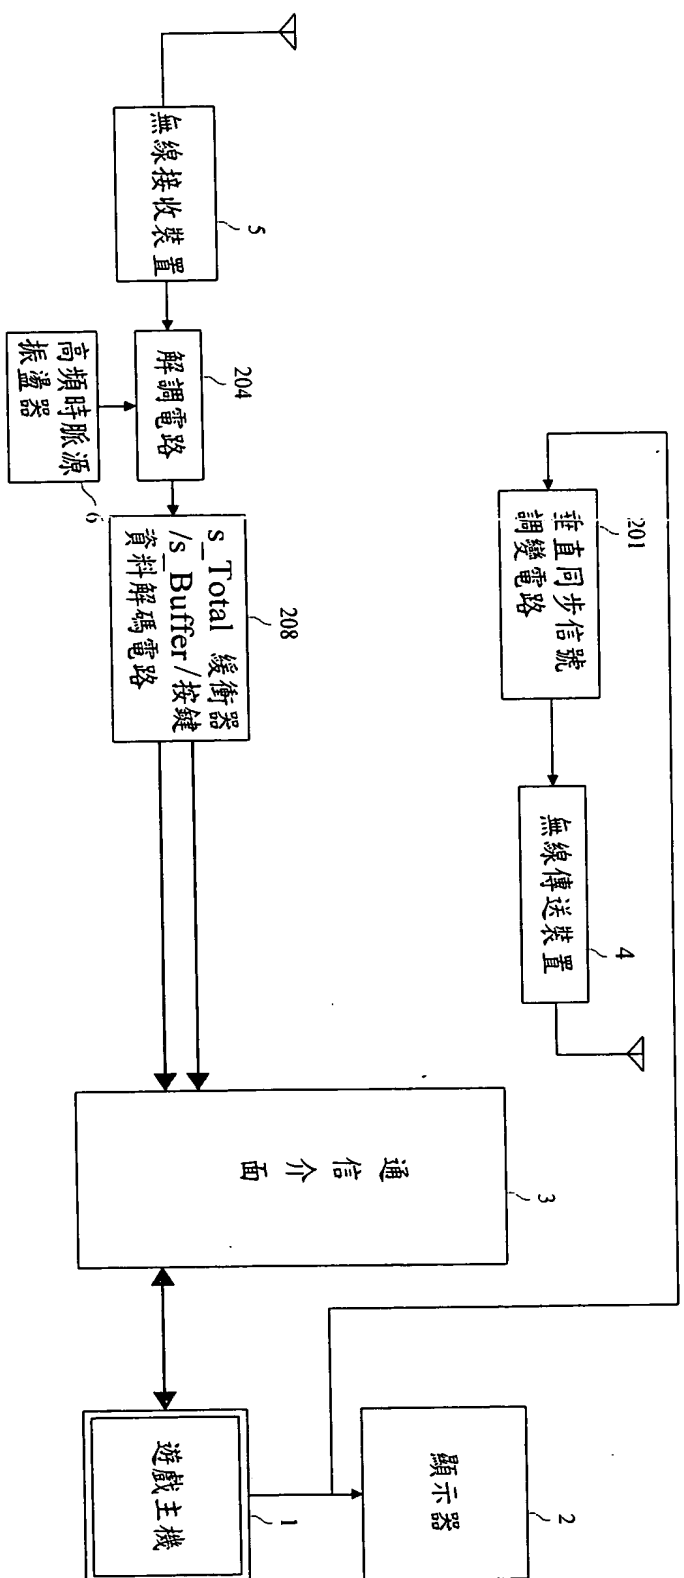 無線接收裝置
5
解調電路
204
高頻時脈源
振盪器
6
s_Total 緩衝器
/s_Buffer/按鍵
資料解碼電路
208
垂直同步信號
調變電路
201
無線傳送裝置
4
通信介面
3
遊戲主機
1
顯示器
2